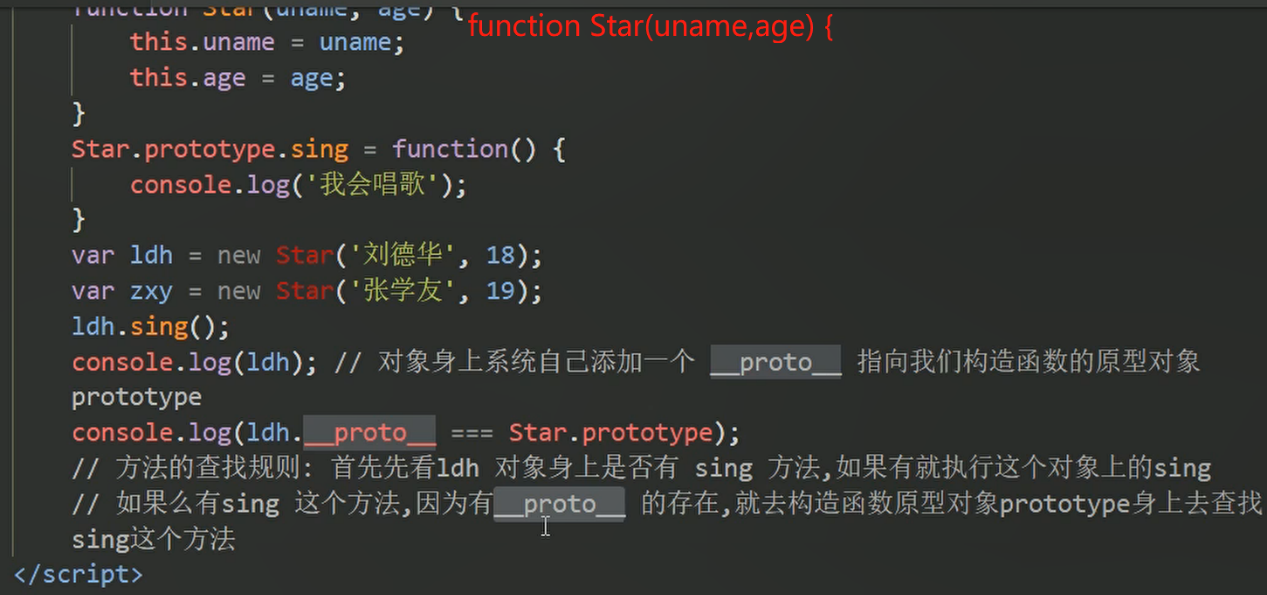 function Star(uname, age) {
function Star(uname,age) {
this.uname = uname;
this.age = age;
}
Star.prototype.sing = function() {
console.log('我会唱歌');
}
var ldh = new Star('刘德华', 18);
var zxy = new Star('张学友', 19);
ldh.sing();
console.log(ldh); // 对象身上系统自己添加一个 __proto__ 指向我们构造函数的原型对象
prototype
console.log(ldh.__proto__ === Star.prototype);
// 方法的查找规则: 首先先看ldh 对象身上是否有 sing 方法,如果有就执行这个对象上的sing
// 如果么有sing 这个方法,因为有__proto__ 的存在,就去构造函数原型对象prototype身上去查找
sing这个方法
</script>